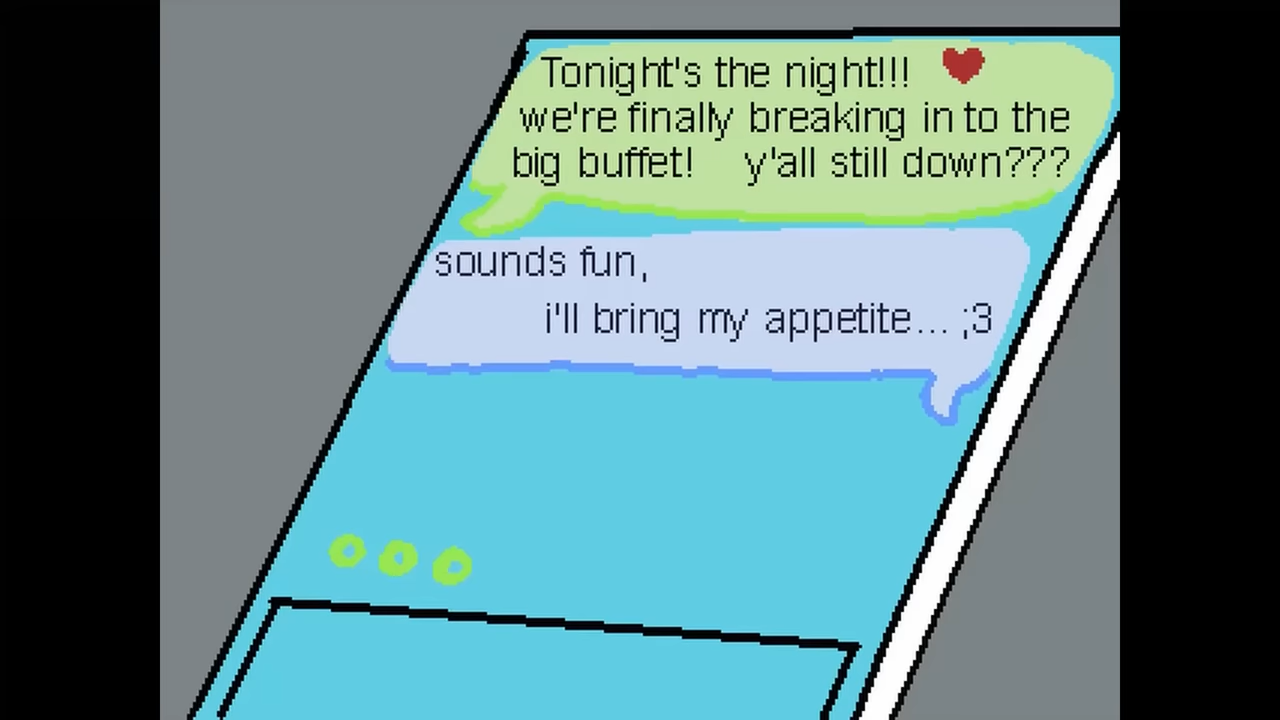 Tonight's the night!!! ♥
we're finally breaking in to the
big buffet! y'all still down???
sounds fun,
i'll bring my appetite... ;3